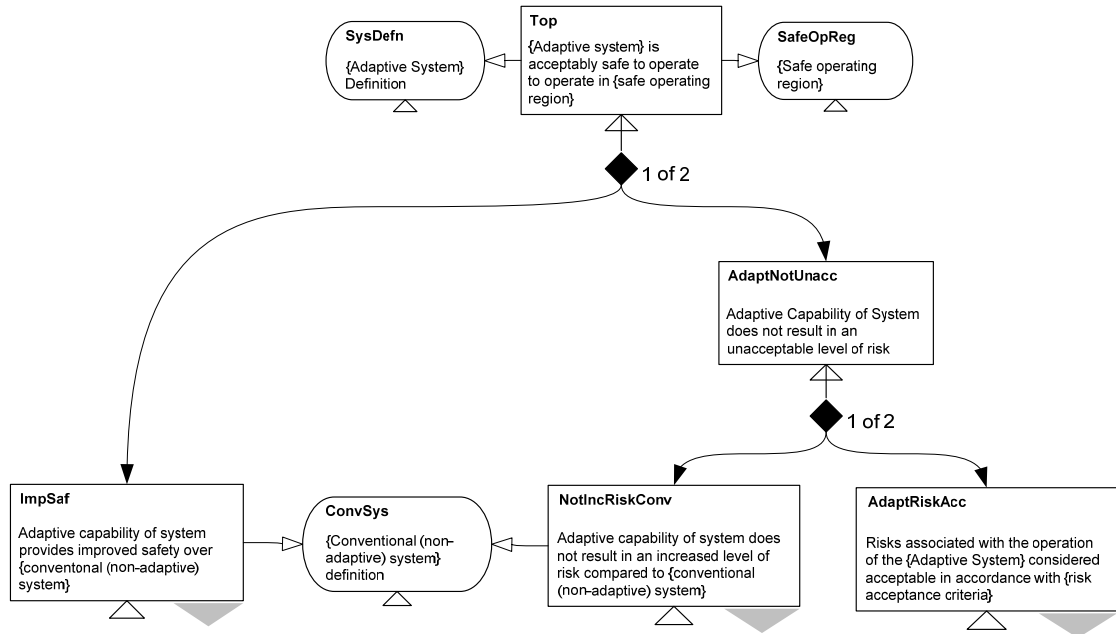 Top
{Adaptive system} is
acceptably safe to operate
to operate in {safe operating
region}
SysDefn
{Adaptive System}
Definition
SafeOpReg
{Safe operating
region}
1 of 2
AdaptNotUnacc
Adaptive Capability of System
does not result in an
unacceptable level of risk
1 of 2
ImpSaf
Adaptive capability of system
provides improved safety over
{conventonal (non-adaptive)
system}
ConvSys
{Conventional (non-
adaptive) system}
definition
NotIncRiskConv
Adaptive capability of system does
not result in an increased level of
risk compared to {conventional
(non-adaptive) system}
AdaptRiskAcc
Risks associated with the operation
of the {Adaptive System} considered
acceptable in accordance with {risk
acceptance criteria}